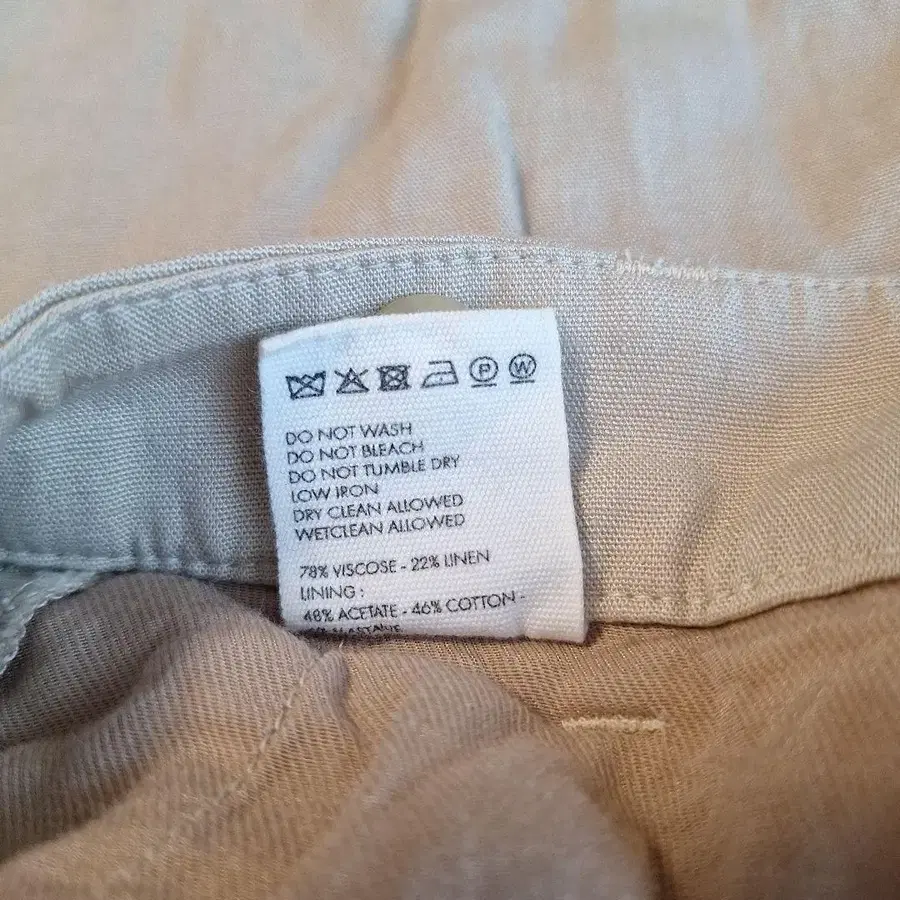 P W
DO NOT WASH
DO NOT BLEACH
DO NOT TUMBLE DRY
LOW IRON
DRY CLEAN ALLOWED
WETCLEAN ALLOWED
78% VISCOSE - 22% LINEN
LINING :
48% ACETATE - 46% COTTON -